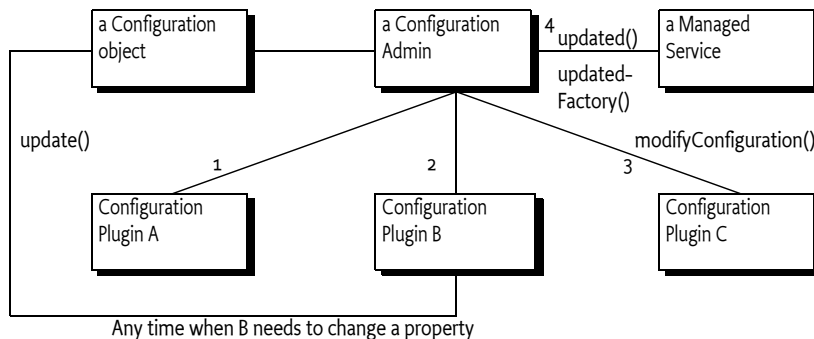 a Configuration
object
a Configuration
Admin
4
updated()
updated-
Factory()
a Managed
Service
update()
1
2
3
modifyConfiguration()
Configuration
Plugin A
Configuration
Plugin B
Configuration
Plugin C
Any time when B needs to change a property